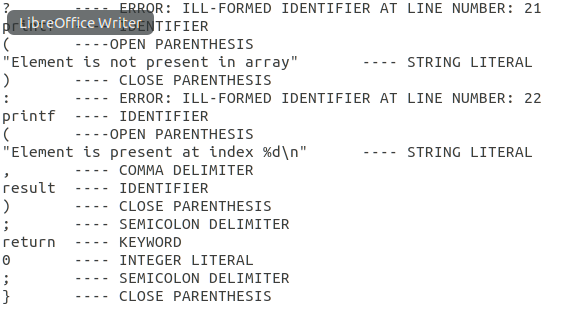 ?       ---- ERROR: ILL-FORMED IDENTIFIER AT LINE NUMBER: 21
LibreOffice Writer
printf  ---- IDENTIFIER
(       ----OPEN PARENTHESIS
"Element is not present in array"       ---- STRING LITERAL
)       ---- CLOSE PARENTHESIS
:       ---- ERROR: ILL-FORMED IDENTIFIER AT LINE NUMBER: 22
printf  ---- IDENTIFIER
(       ----OPEN PARENTHESIS
"Element is present at index %d\n"      ---- STRING LITERAL
,       ---- COMMA DELIMITER
result  ---- IDENTIFIER
)       ---- CLOSE PARENTHESIS
;       ---- SEMICOLON DELIMITER
return  ---- KEYWORD
0       ---- INTEGER LITERAL
;       ---- SEMICOLON DELIMITER
}       ---- CLOSE PARENTHESIS